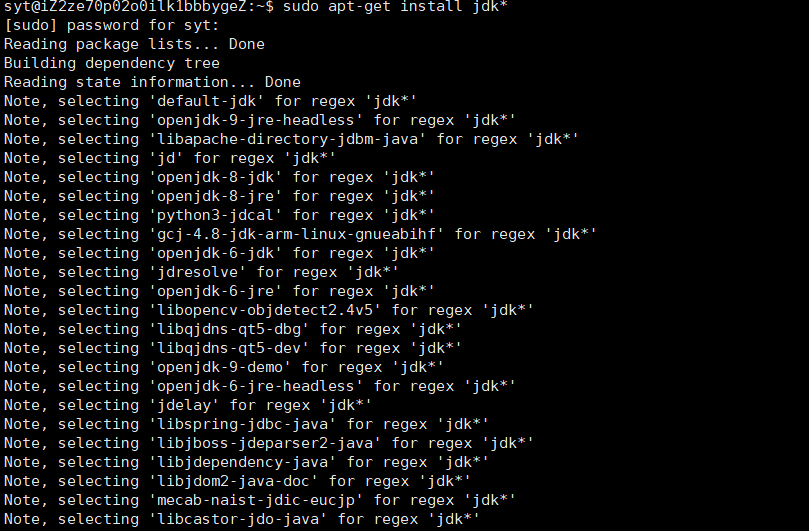 syt@iZ2ze70p02o0ilk1bbbygeZ:~$ sudo apt-get install jdk*
[sudo] password for syt:
Reading package lists... Done
Building dependency tree
Reading state information... Done
Note, selecting 'default-jdk' for regex 'jdk*'
Note, selecting 'openjdk-9-jre-headless' for regex 'jdk*'
Note, selecting 'libapache-directory-jdbm-java' for regex 'jdk*'
Note, selecting 'jd' for regex 'jdk*'
Note, selecting 'openjdk-8-jdk' for regex 'jdk*'
Note, selecting 'openjdk-8-jre' for regex 'jdk*'
Note, selecting 'python3-jdcal' for regex 'jdk*'
Note, selecting 'gcj-4.8-jdk-arm-linux-gnueabihf' for regex 'jdk*'
Note, selecting 'openjdk-6-jdk' for regex 'jdk*'
Note, selecting 'jdresolve' for regex 'jdk*'
Note, selecting 'openjdk-6-jre' for regex 'jdk*'
Note, selecting 'libopencv-objdetect2.4v5' for regex 'jdk*'
Note, selecting 'libqjdns-qt5-dbg' for regex 'jdk*'
Note, selecting 'libqjdns-qt5-dev' for regex 'jdk*'
Note, selecting 'openjdk-9-demo' for regex 'jdk*'
Note, selecting 'openjdk-6-jre-headless' for regex 'jdk*'
Note, selecting 'jdelay' for regex 'jdk*'
Note, selecting 'libspring-jdbc-java' for regex 'jdk*'
Note, selecting 'libjboss-jdeparser2-java' for regex 'jdk*'
Note, selecting 'libjdependency-java' for regex 'jdk*'
Note, selecting 'libjdom2-java-doc' for regex 'jdk*'
Note, selecting 'mecab-naist-jdic-eucjp' for regex 'jdk*'
Note, selecting 'libcastor-jdo-java' for regex 'jdk*'